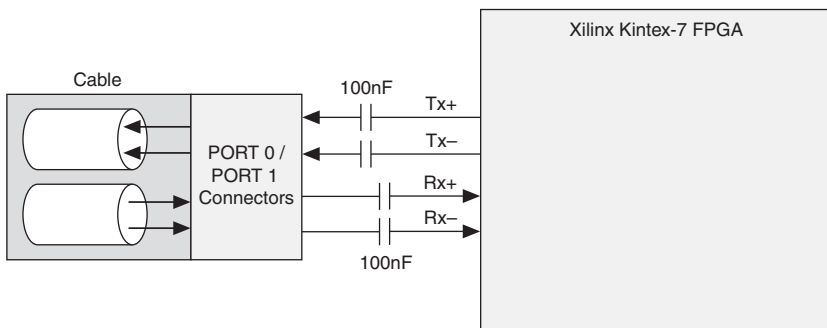 Xilinx Kintex-7 FPGA
Cable
100nF
Tx+
Tx–
PORT 0 /
PORT 1
Connectors
Rx+
Rx–
100nF